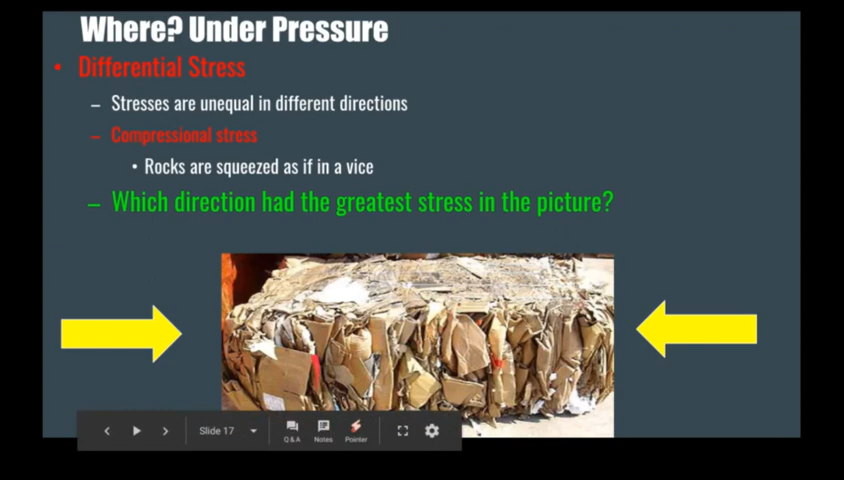 Where? Under Pressure
• Differential Stress
– Stresses are unequal in different directions
– Compressional stress
• Rocks are squeezed as if in a vice
– Which direction had the greatest stress in the picture?
Slide 17
Q&A
Notes
Pointer